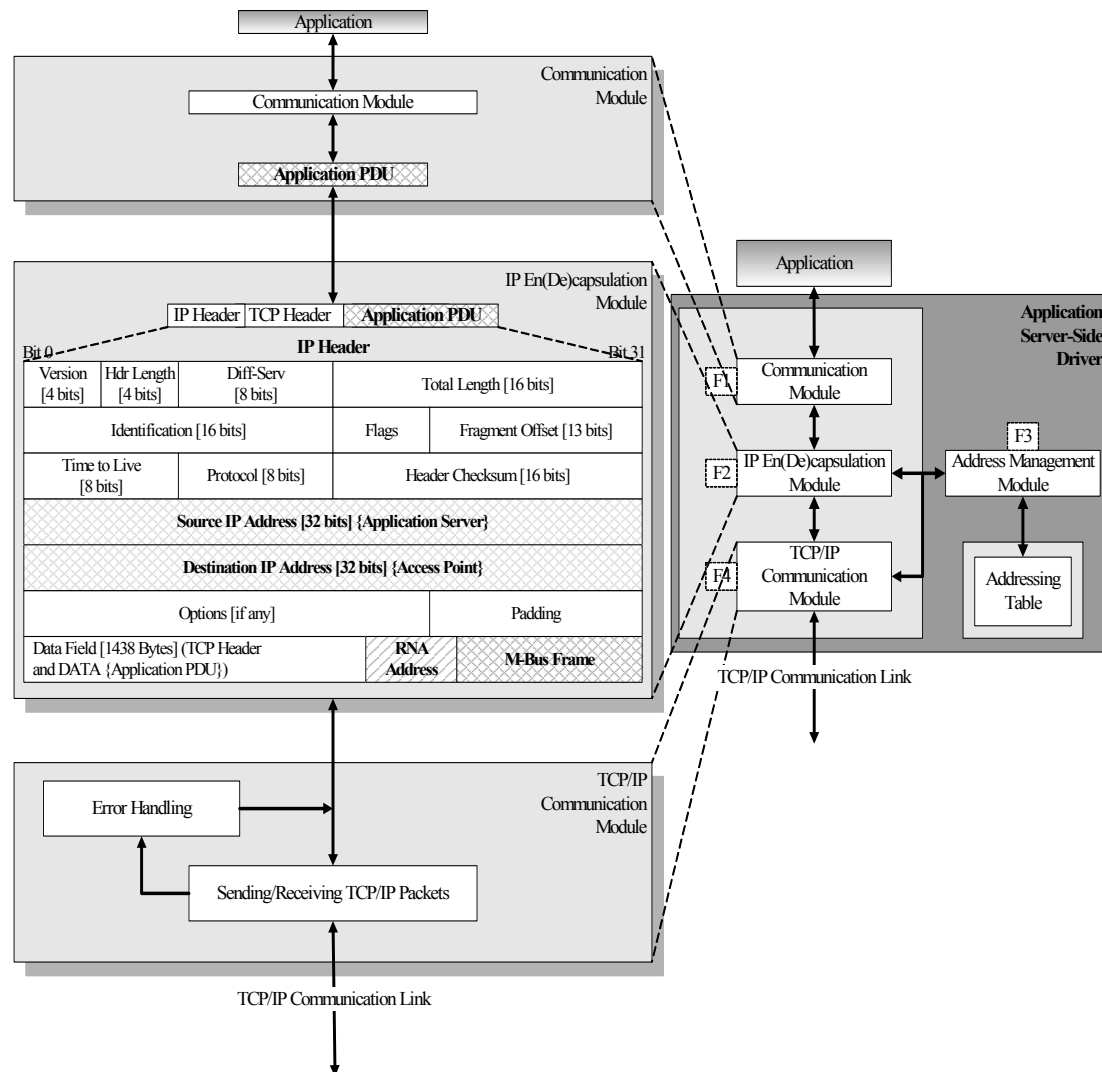 Application
Communication
Module
Communication Module
Application PDU
IP En(De)capsulation
Module
IP Header
TCP Header
Application PDU
Bit 0
IP Header
Bit 31
Version
[4 bits]
Hdr Length
[4 bits]
Diff-Serv
[8 bits]
Total Length [16 bits]
Identification [16 bits]
Flags
Fragment Offset [13 bits]
Time to Live
[8 bits]
Protocol [8 bits]
Header Checksum [16 bits]
Source IP Address [32 bits] {Application Server}
Destination IP Address [32 bits] {Access Point}
Options [if any]
Padding
Data Field [1438 Bytes] (TCP Header
and DATA {Application PDU})
RNA
Address
M-Bus Frame
TCP/IP
Communication
Module
Error Handling
Sending/Receiving TCP/IP Packets
TCP/IP Communication Link
Application
Application
Server-Side
Driver
F1
Communication
Module
F2
IP En(De)capsulation
Module
F3
Address Management
Module
F4
TCP/IP
Communication
Module
Addressing
Table
TCP/IP Communication Link